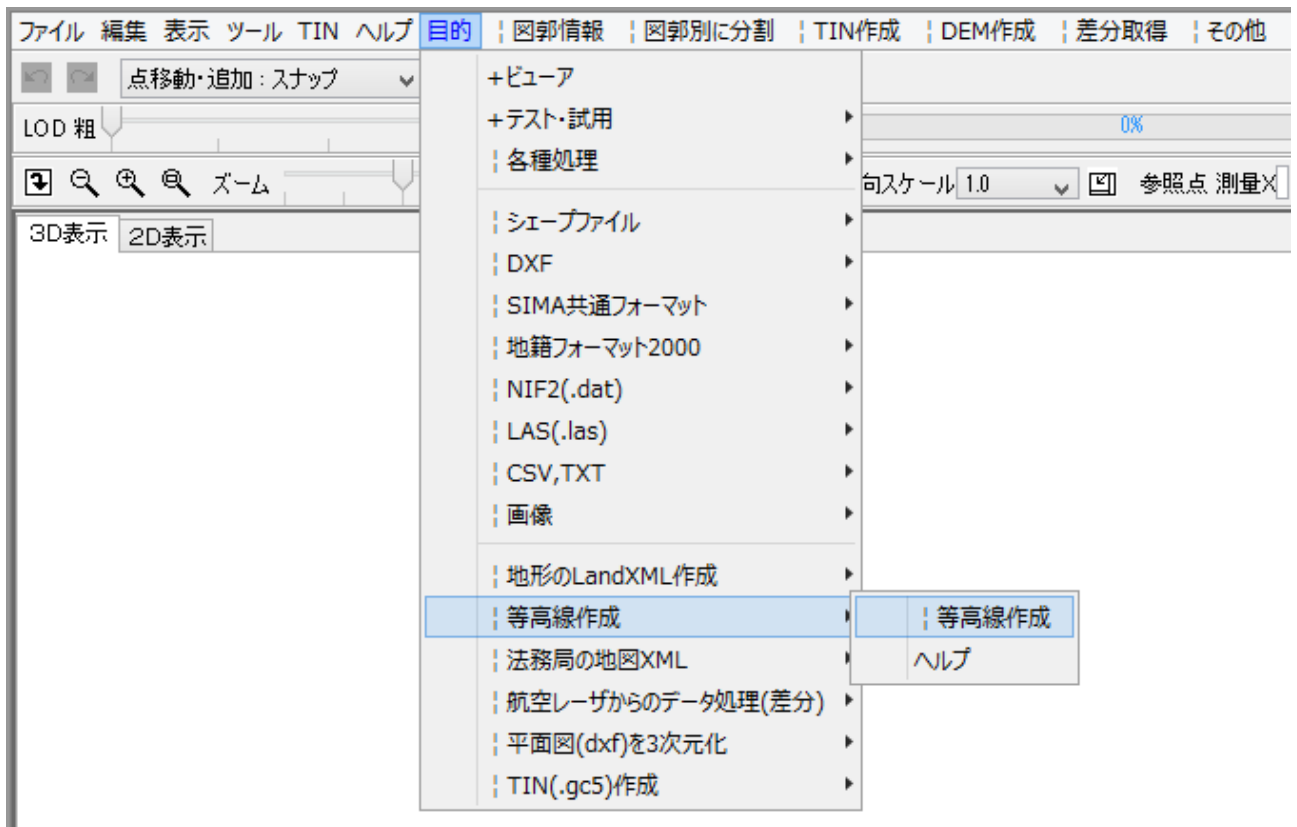 ファイル 編集 表示 ツール TIN ヘルプ 目的 ¦図郭情報 ¦図郭別に分割 ¦TIN作成 ¦DEM作成 ¦差分取得 ¦その他
点移動・追加：スナップ
LOD 粗 0%
ズーム 向スケール 1.0 参照点 測量X
3D表示 2D表示
+ビューア
+テスト・試用
¦各種処理
¦シェープファイル
¦DXF
¦SIMA共通フォーマット
¦地籍フォーマット2000
¦NIF2(.dat)
¦LAS(.las)
¦CSV,TXT
¦画像
¦地形のLandXML作成
¦等高線作成
¦法務局の地図XML
¦航空レーザからのデータ処理(差分)
¦平面図(dxf)を3次元化
¦TIN(.gc5)作成
¦等高線作成
ヘルプ